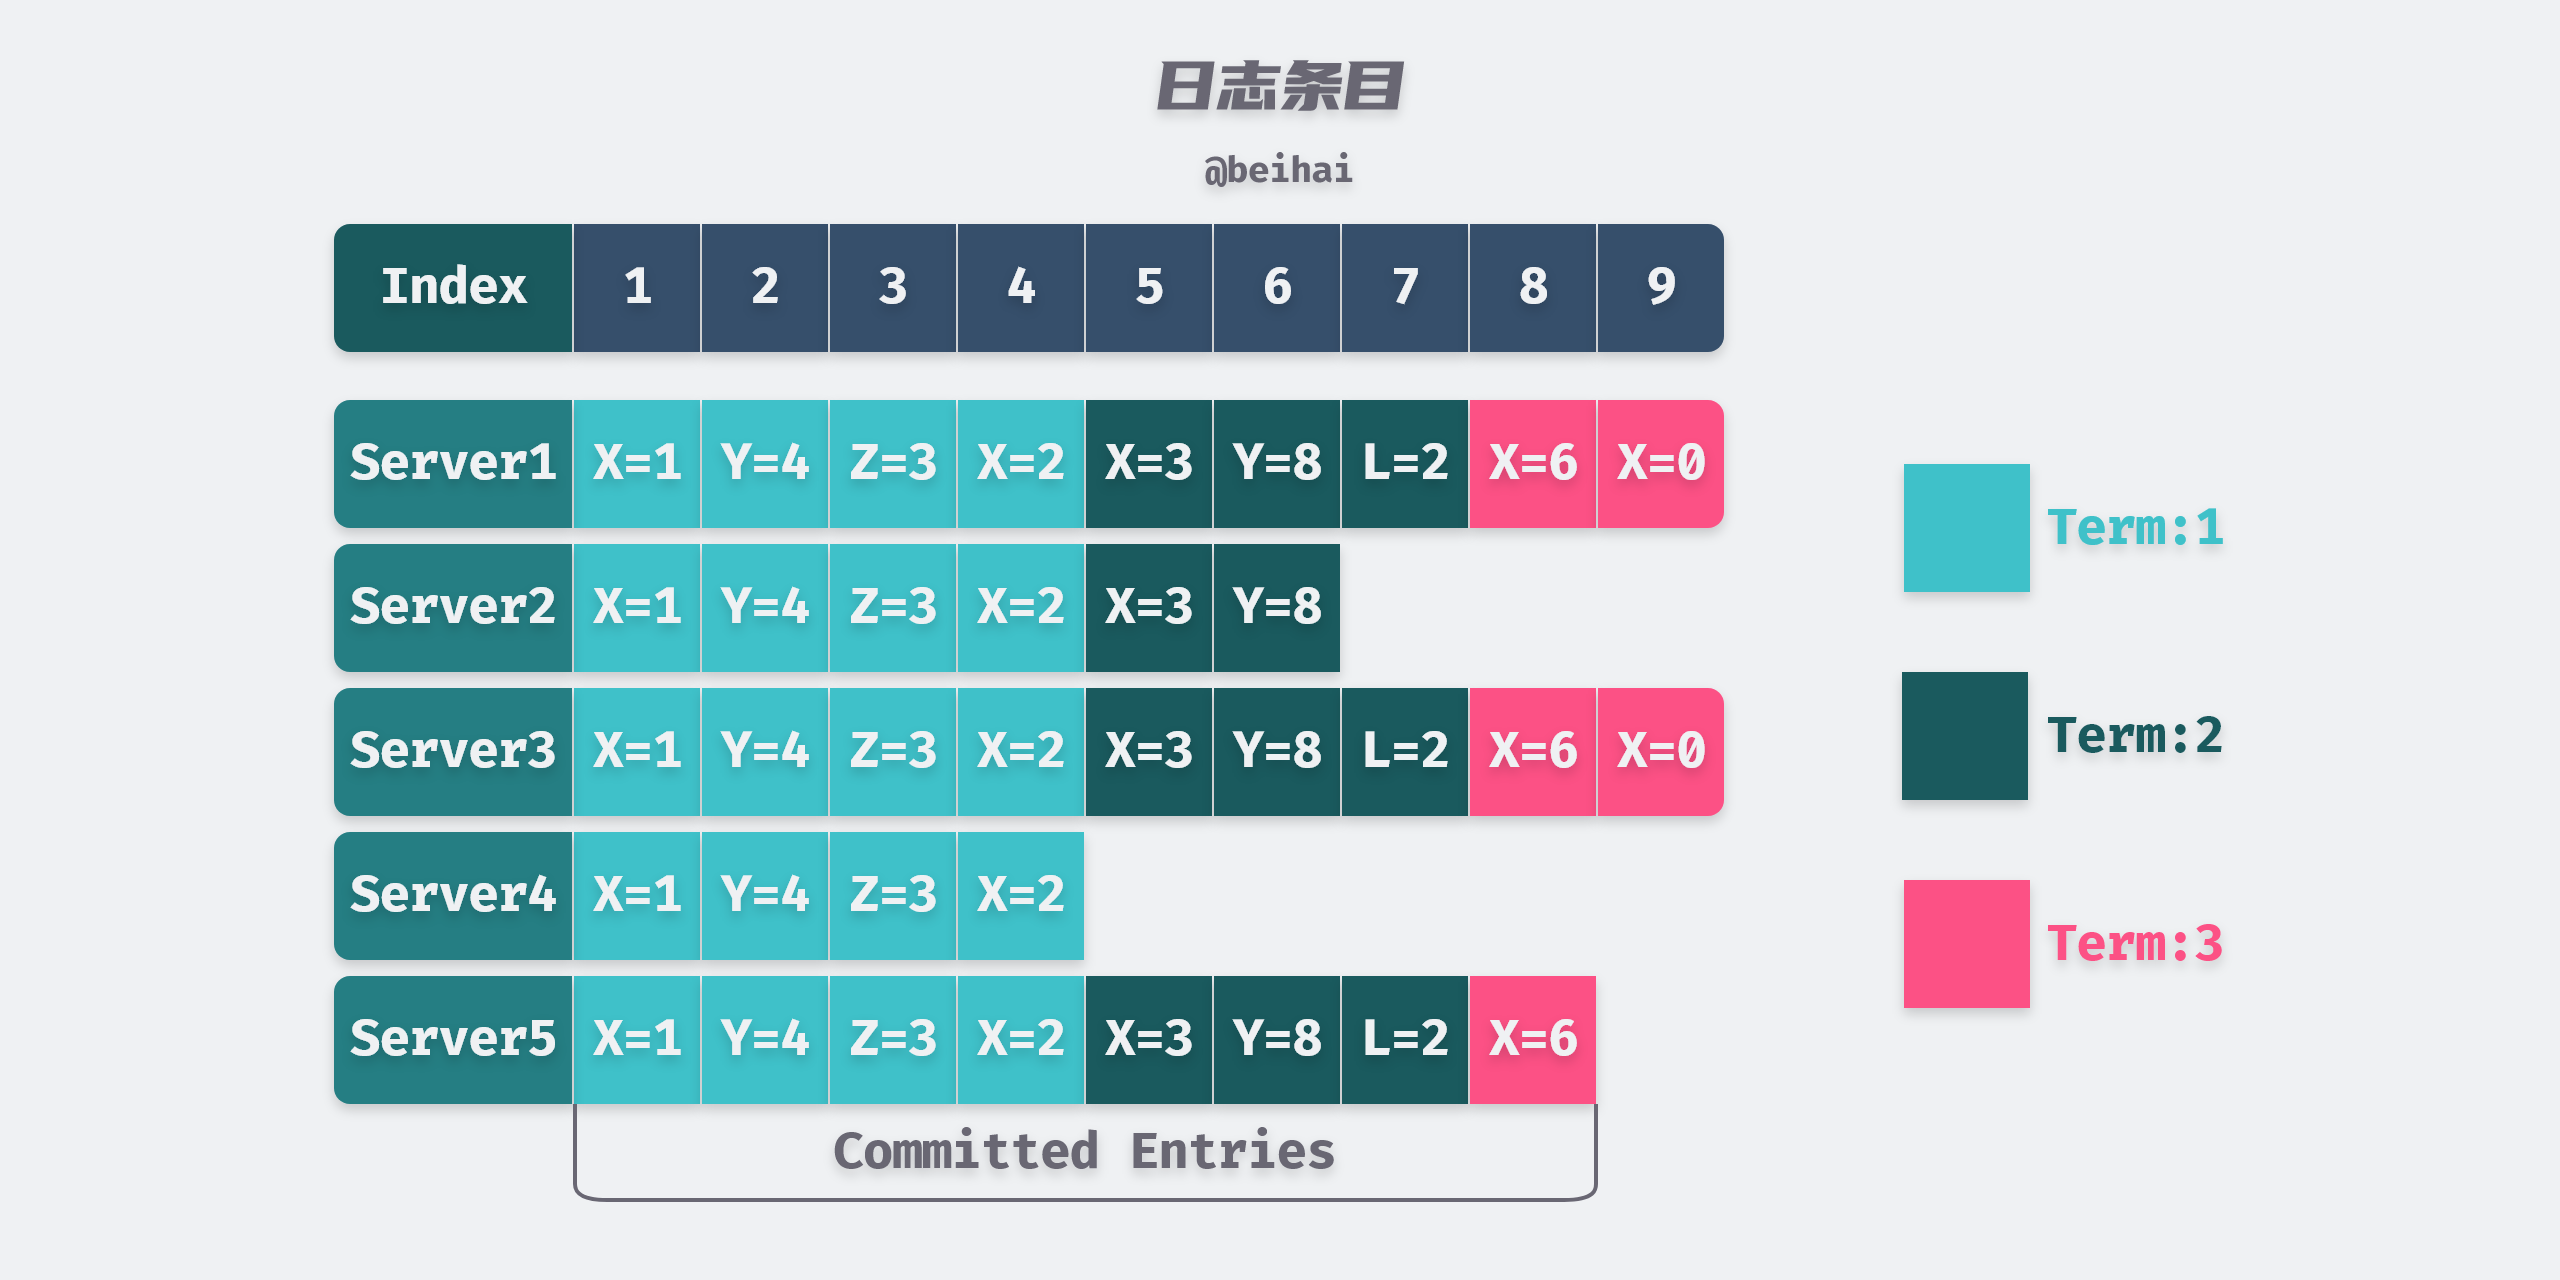 日志条目
@beihai
Index 1 2 3 4 5 6 7 8 9
Server1 X=1 Y=4 Z=3 X=2 X=3 Y=8 L=2 X=6 X=0
Server2 X=1 Y=4 Z=3 X=2 X=3 Y=8
Server3 X=1 Y=4 Z=3 X=2 X=3 Y=8 L=2 X=6 X=0
Server4 X=1 Y=4 Z=3 X=2
Server5 X=1 Y=4 Z=3 X=2 X=3 Y=8 L=2 X=6
Committed Entries
Term:1
Term:2
Term:3